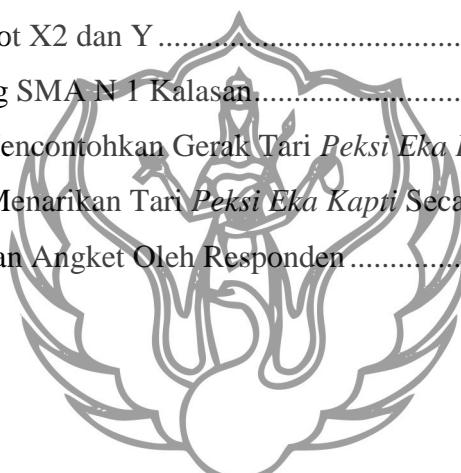 ot X2 dan Y....................................
g SMA N 1 Kalasan.......................
encontohkan Gerak Tari Peksi Eka
Menarikan Tari Peksi Eka Kapti Seca
an Angket Oleh Responden.............